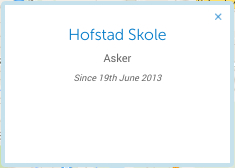 ×
Hofstad Skole
Asker
Since 19th June 2013